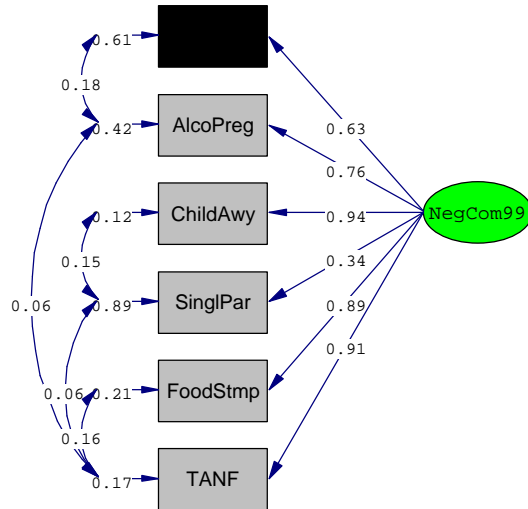 0.61
0.18
0.63
0.42 AlcoPreg
0.76
0.12 ChildAwy 0.94 NegCom99
0.15
0.34
0.06 0.89 SinglPar 0.89
0.91
0.06 0.21 FoodStmp
0.16
0.17 TANF